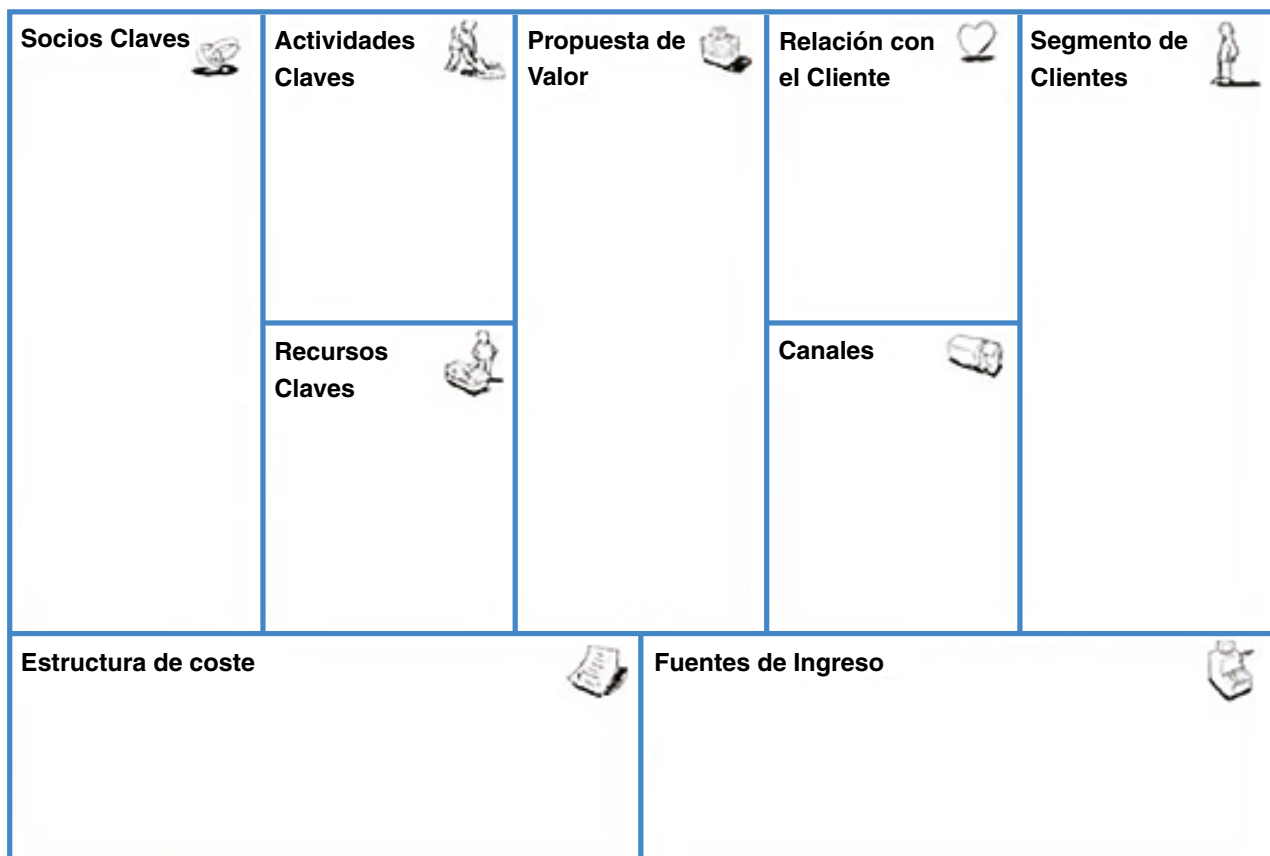 Socios Claves
Actividades
Claves
Propuesta de
Valor
Relación con
el Cliente
Segmento de
Clientes
Recursos
Claves
Canales
Estructura de coste
Fuentes de Ingreso